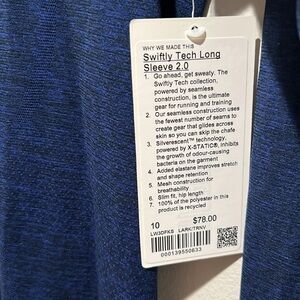 WHY WE MADE THIS
Swiftly Tech Long
Sleeve 2.0
1. Go ahead, get sweaty. The
Swiftly Tech collection,
powered by seamless
construction, is the ultimate
gear for running and training
2. Our seamless construction uses
the fewest number of seams to
create gear that glides across
skin so you can skip the chafe
3. Silverescent™ technology,
powered by X-STATIC®, inhibits
the growth of odour-causing
bacteria on the garment
4. Added elastane improves stretch
and shape retention
5. Mesh construction for
breathability
6. Slim fit, hip length
7. 100% of the polyester in this
product is recycled
10 $78.00
LW3DFKS LARK/TRNV
000139550833